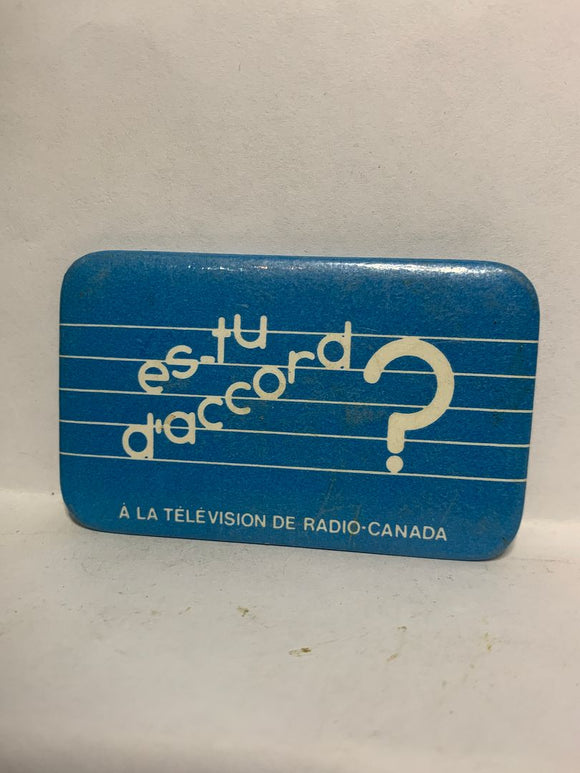 es-tu
d'accord ?
À LA TÉLÉVISION DE RADIO-CANADA